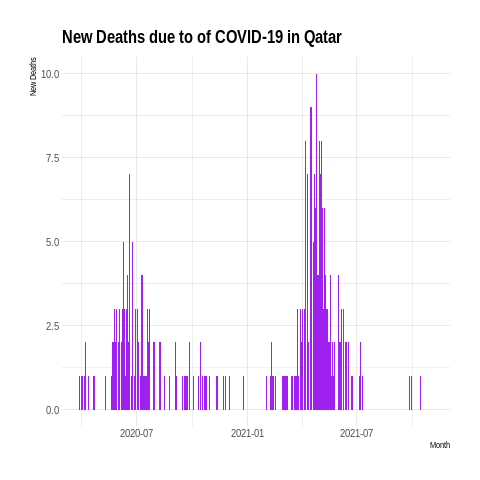 New Deaths due to of COVID-19 in Qatar
New Deaths
10.0
7.5
5.0
2.5
0.0
2020-07
2021-01
2021-07
Month